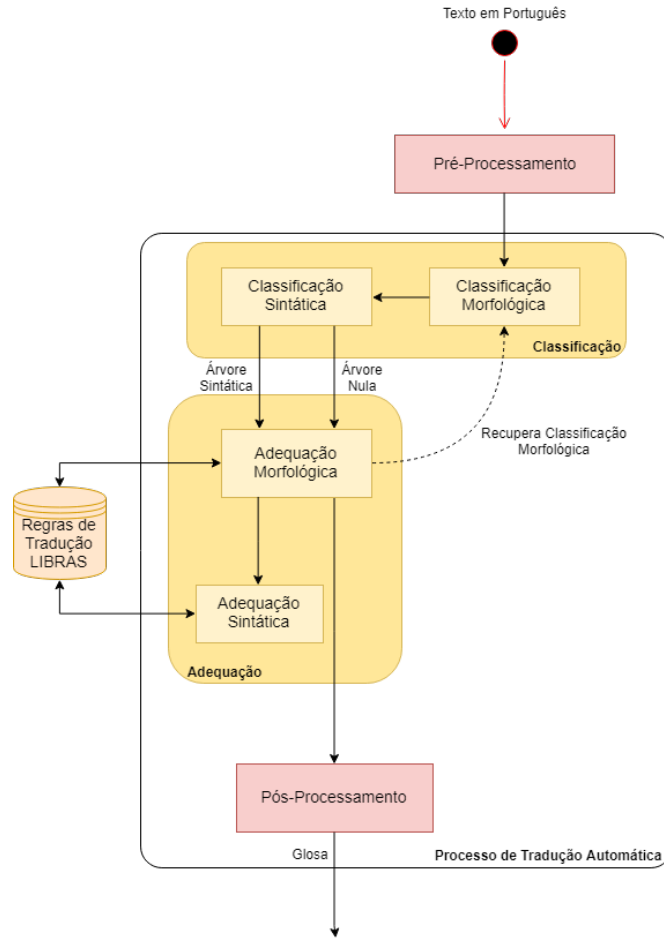 Texto em Português
Pré-Processamento
Classificação
Sintática
Classificação
Morfológica
Classificação
Árvore
Sintática
Árvore
Nula
Recupera Classificação
Morfológica
Adequação
Morfológica
Regras de
Tradução
LIBRAS
Adequação
Sintática
Adequação
Pós-Processamento
Glosa
Processo de Tradução Automática